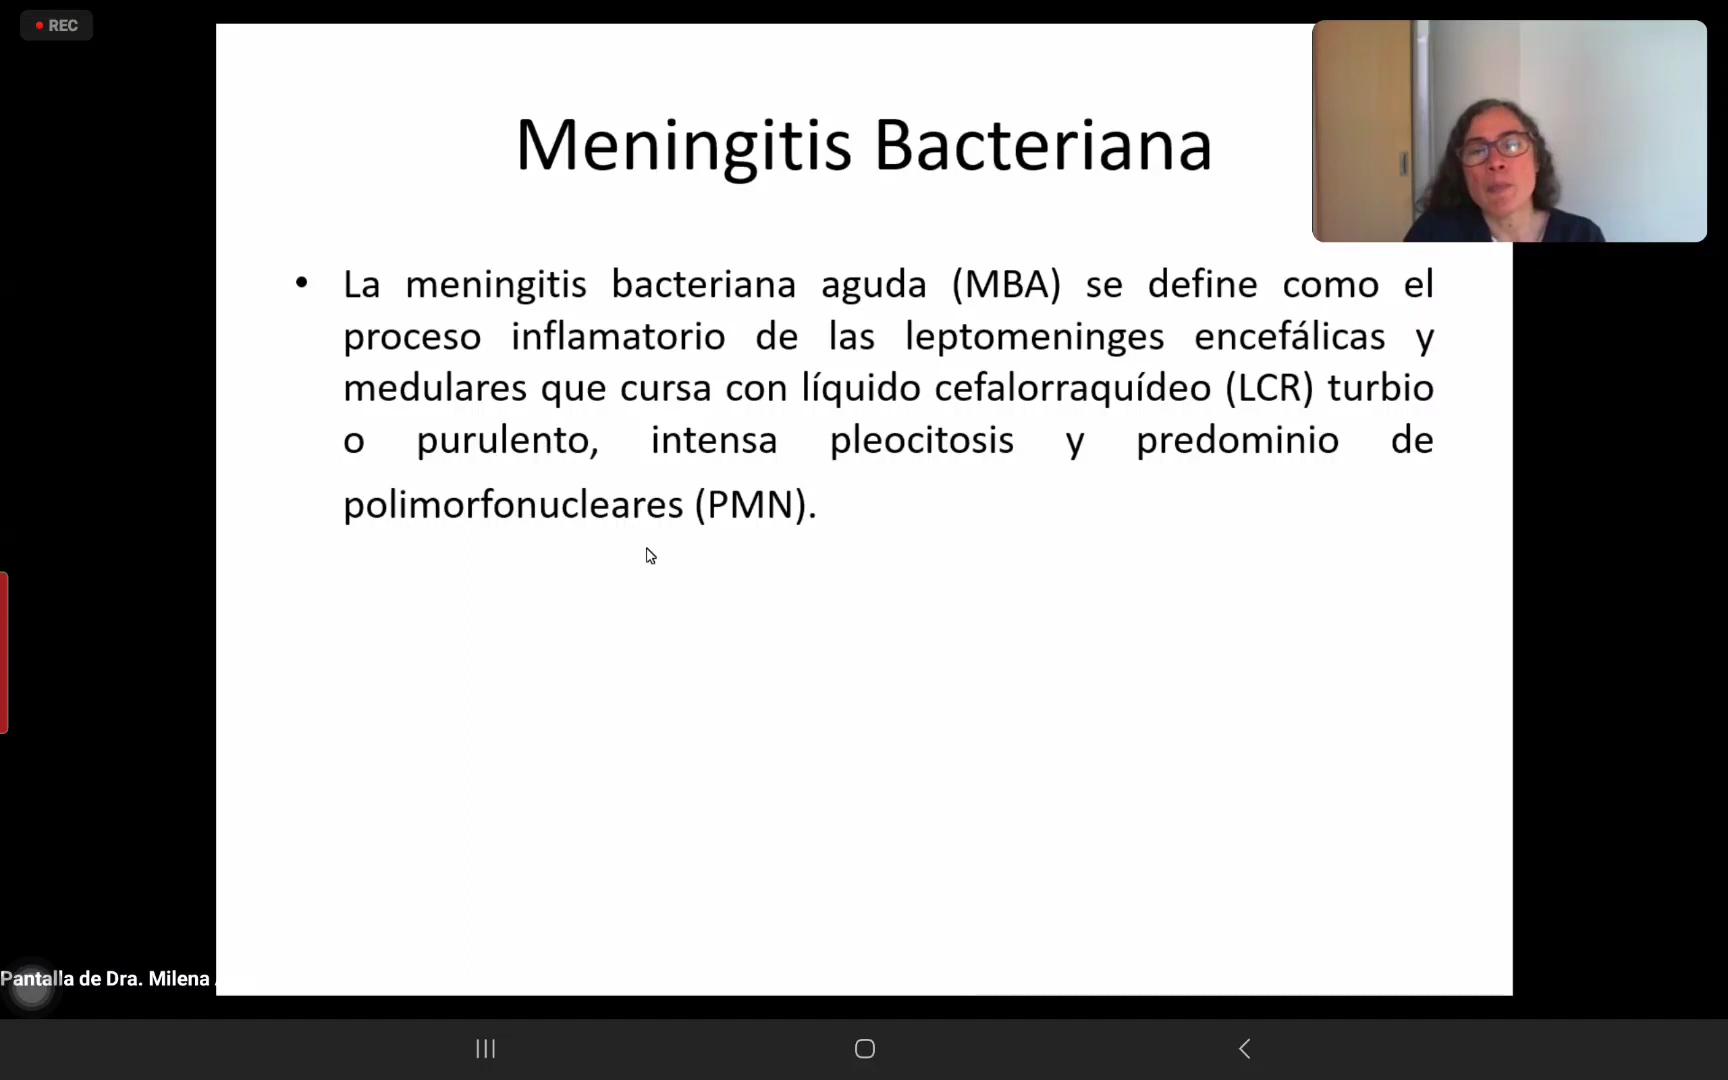 REC
Meningitis Bacteriana
• La meningitis bacteriana aguda (MBA) se define como el
proceso inflamatorio de las leptomeninges encefálicas y
medulares que cursa con líquido cefalorraquídeo (LCR) turbio
o purulento, intensa pleocitosis y predominio de
polimorfonucleares (PMN).
Pantalla de Dra. Milena